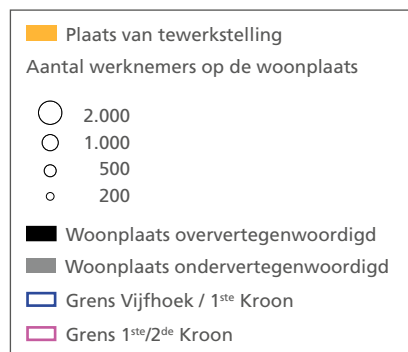 Plaats van tewerkstelling
Aantal werknemers op de woonplaats
2.000
1.000
500
200
Woonplaats oververtegenwoordigd
Woonplaats ondervertegenwoordigd
Grens Vijfhoek / 1ste Kroon
Grens 1ste/2de Kroon